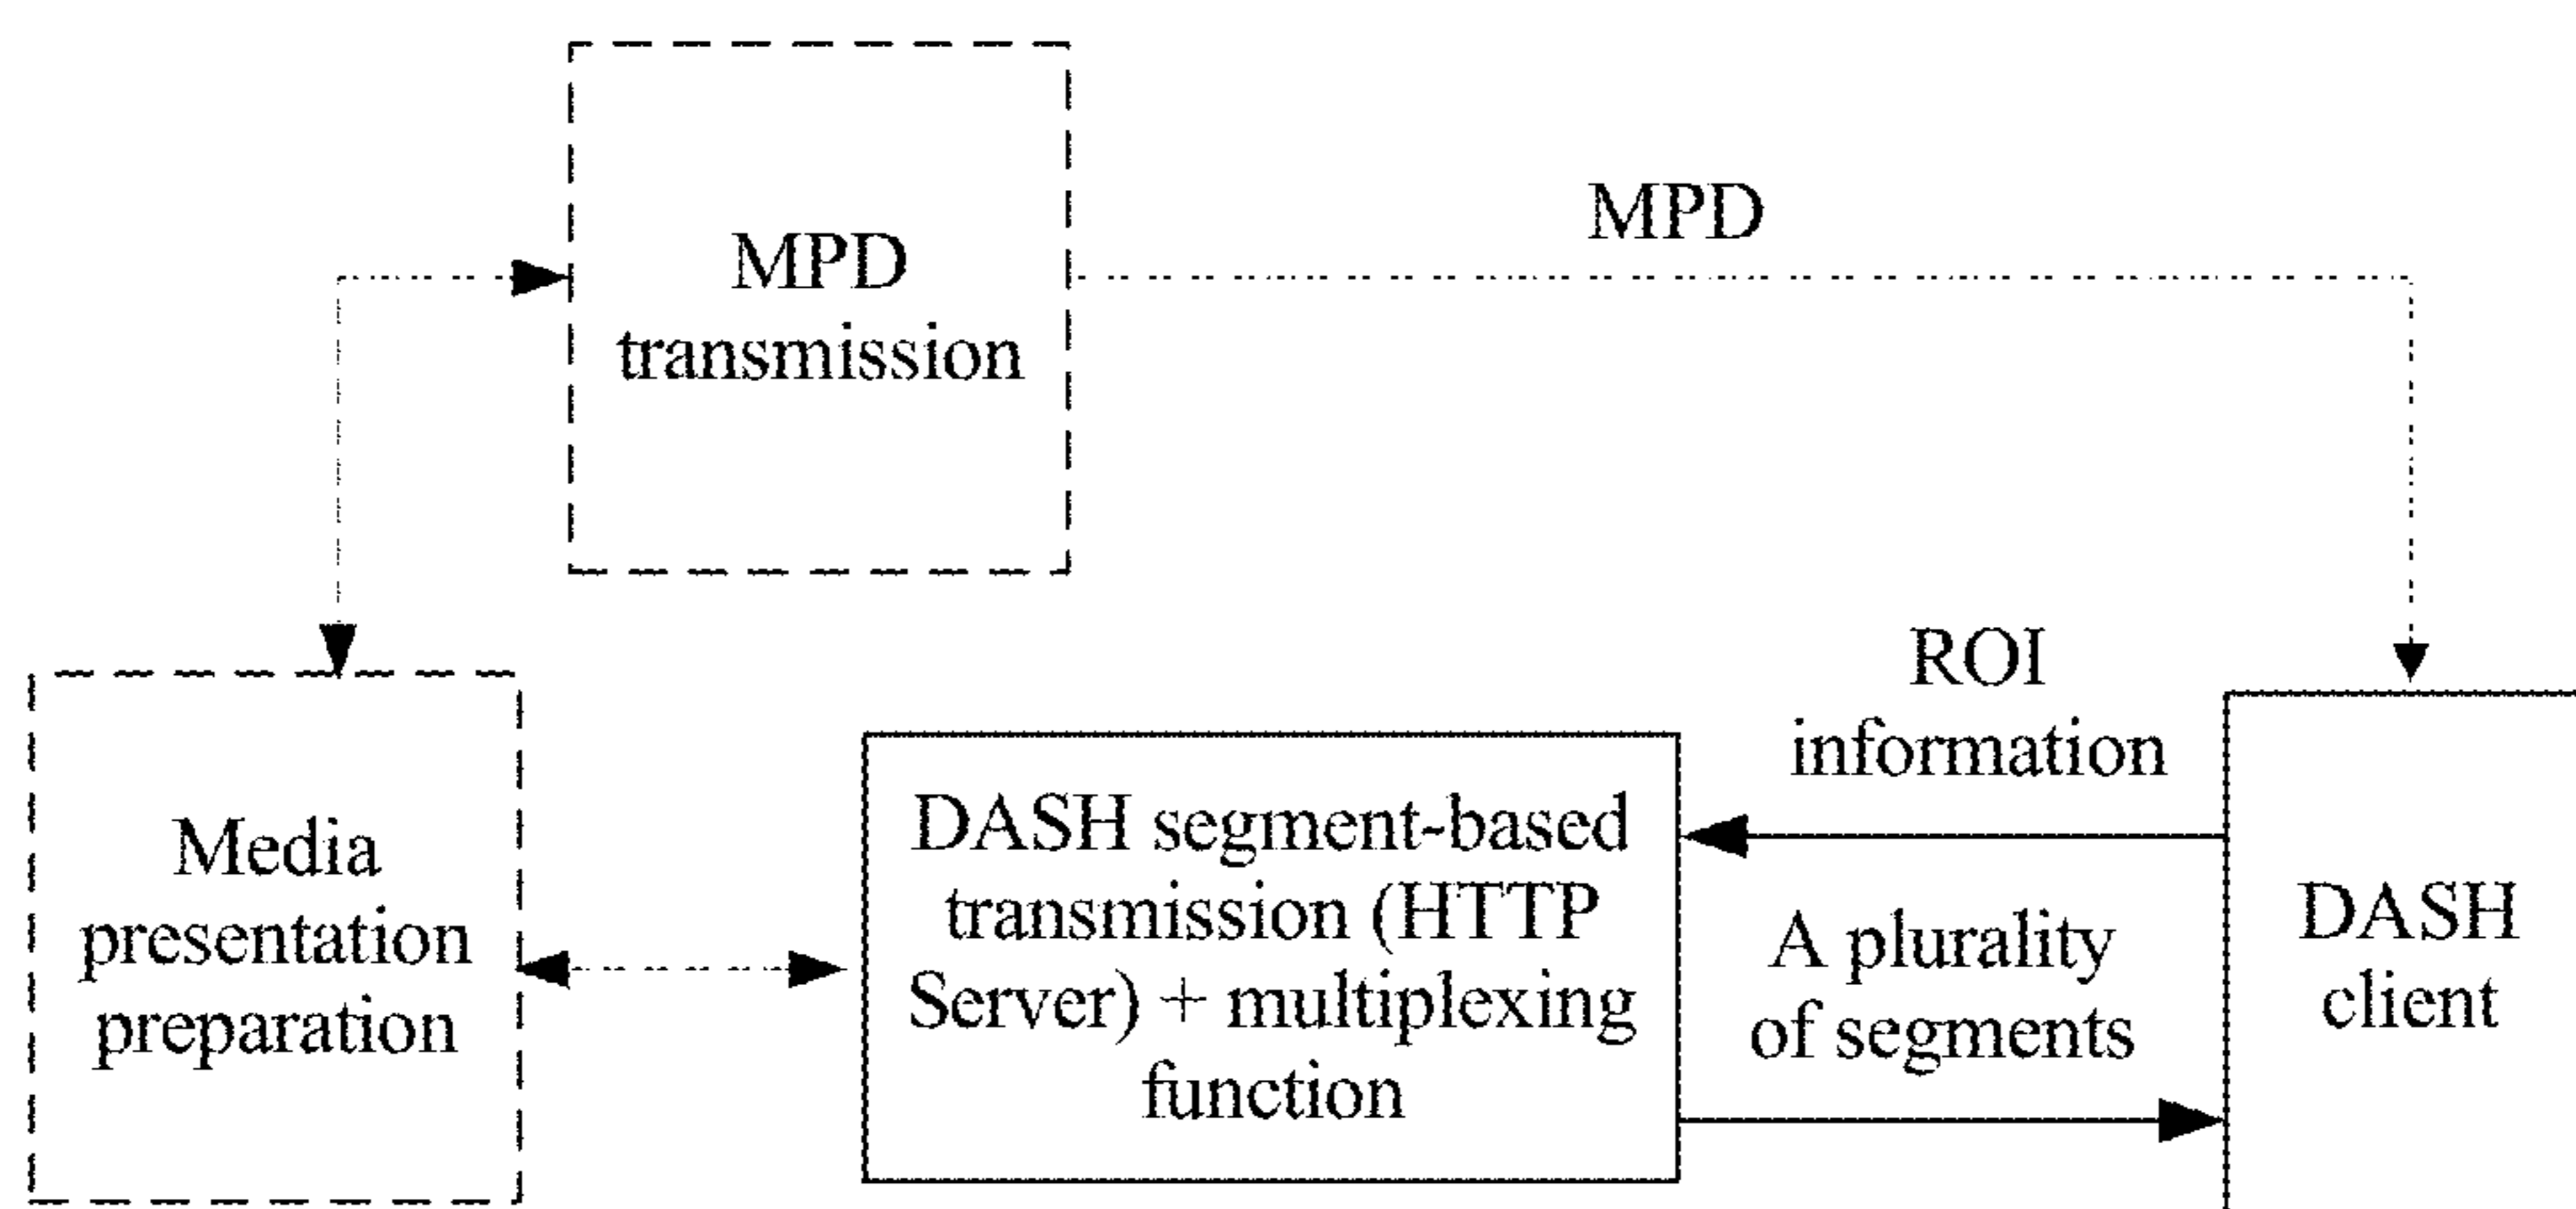 MPD
transmission
MPD
ROI
information
Media
presentation
preparation
DASH segment-based
transmission (HTTP
Server) + multiplexing
function
A plurality
of segments
DASH
client